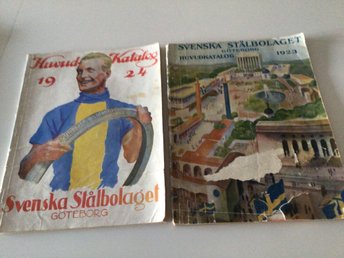 Huvud-Katalog
19 24
Svenska Stålbolaget
GÖTEBORG
SVENSKA STÅLBOLAGET
GÖTEBORG
HUVUDKATALOG 1923